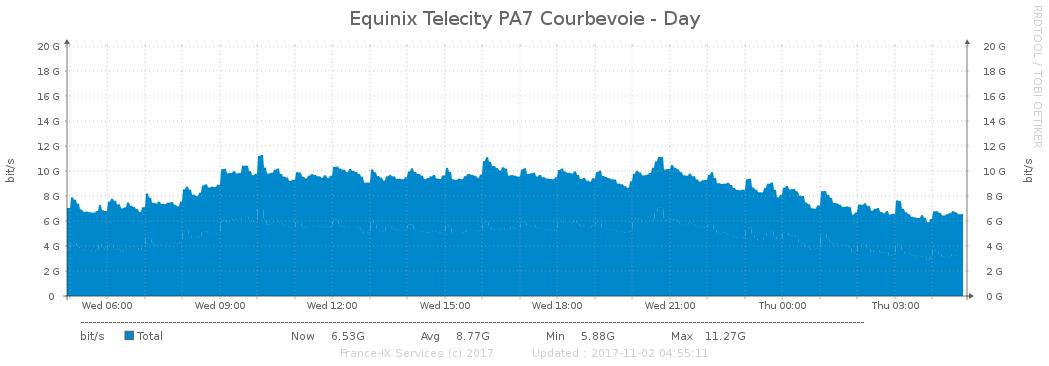 Equinix Telecity PA7 Courbevoie - Day
RRDTOOL / TOBI OETIKER
20 G 20 G
18 G 18 G
16 G 16 G
14 G 14 G
12 G 12 G
bit/s 10 G 10 G bit/s
8 G 8 G
6 G 6 G
4 G 4 G
2 G 2 G
0 0 G
Wed 06:00 Wed 09:00 Wed 12:00 Wed 15:00 Wed 18:00 Wed 21:00 Thu 00:00 Thu 03:00
bit/s Total Now 6.53G Avg 8.77G Min 5.88G Max 11.27G
France-IX Services (c) 2017 Updated : 2017-11-02 04:55:11